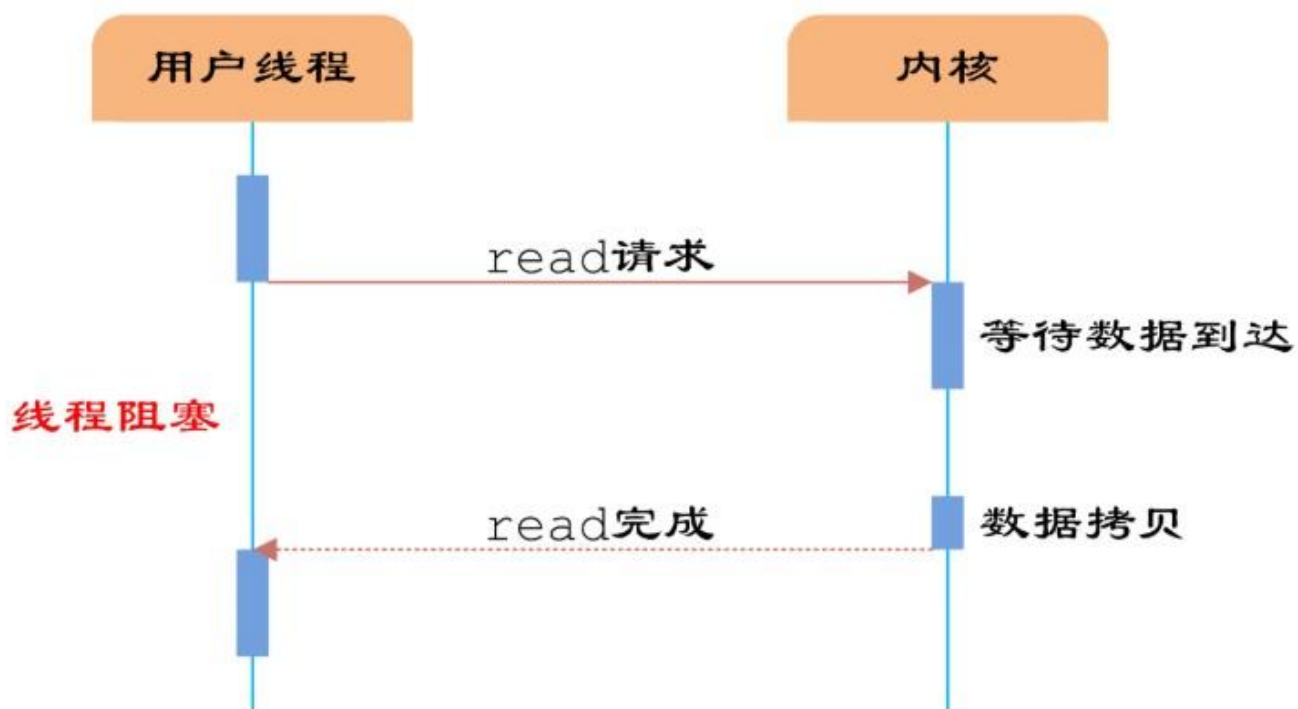 用户线程
内核
read请求
等待数据到达
线程阻塞
read完成
数据拷贝